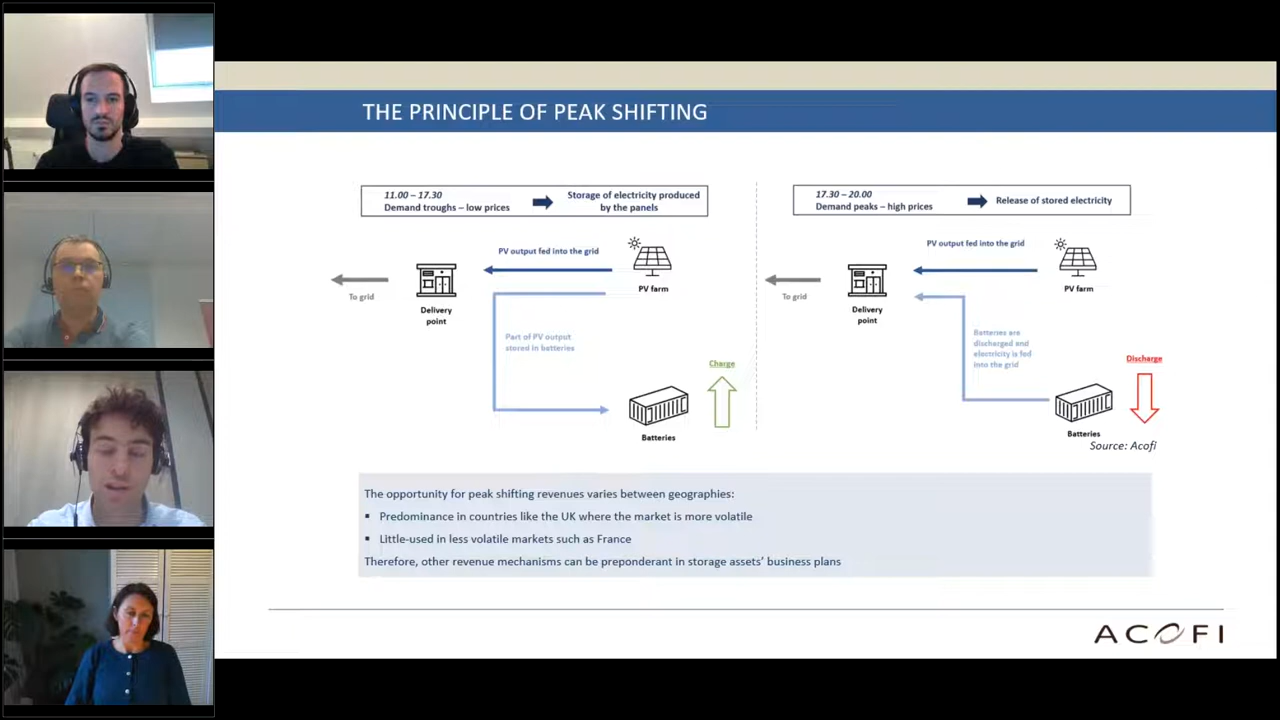 THE PRINCIPLE OF PEAK SHIFTING
11.00 – 17.30
Demand troughs – low prices
Storage of electricity produced
by the panels
PV output fed into the grid
To grid
Delivery
point
PV farm
Part of PV output
stored in batteries
Charge
Batteries
17.30 – 20.00
Demand peaks – high prices
Release of stored electricity
PV output fed into the grid
To grid
Delivery
point
PV farm
Batteries are
discharged and
electricity is fed
into the grid
Discharge
Batteries
Source: Acofi
The opportunity for peak shifting revenues varies between geographies:
▪ Predominance in countries like the UK where the market is more volatile
▪ Little-used in less volatile markets such as France
Therefore, other revenue mechanisms can be preponderant in storage assets’ business plans
ACOFI